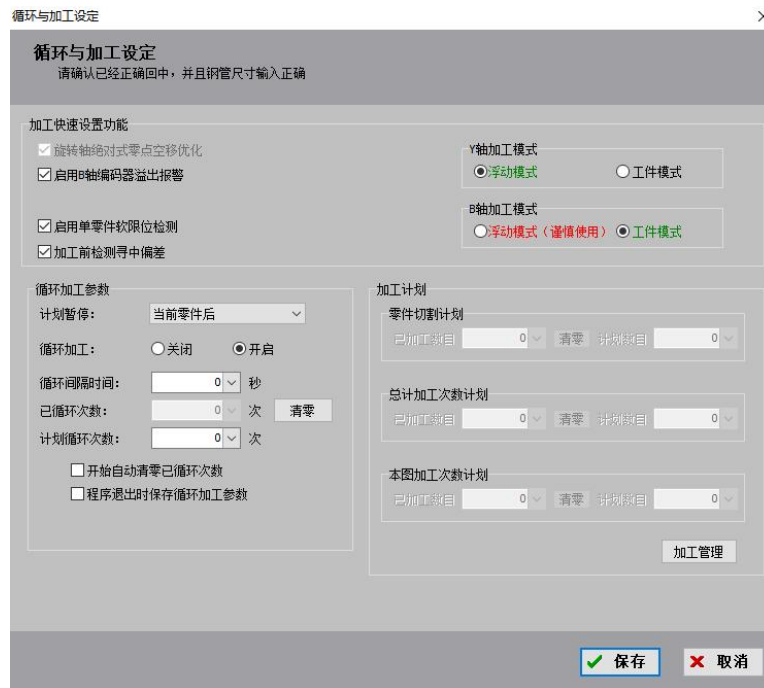 循环与加工设定
循环与加工设定
请确认已经正确回中，并且钢管尺寸输入正确
加工快速设置功能
旋转轴绝对式零点空移优化
启用B轴编码器溢出报警
启用单零件软限位检测
加工前检测寻中偏差
Y轴加工模式
浮动模式 工件模式
B轴加工模式
浮动模式（谨慎使用） 工件模式
循环加工参数
计划暂停： 当前零件后
循环加工： 关闭 开启
循环间隔时间： 0 秒
已循环次数： 0 次 清零
计划循环次数： 0 次
开始自动清零已循环次数
程序退出时保存循环加工参数
加工计划
零件切割计划
已加工数目 0 清零 计划数目 0
总计加工次数计划
已加工数目 0 清零 计划数目 0
本图加工次数计划
已加工数目 0 清零 计划数目 0
加工管理
保存 取消